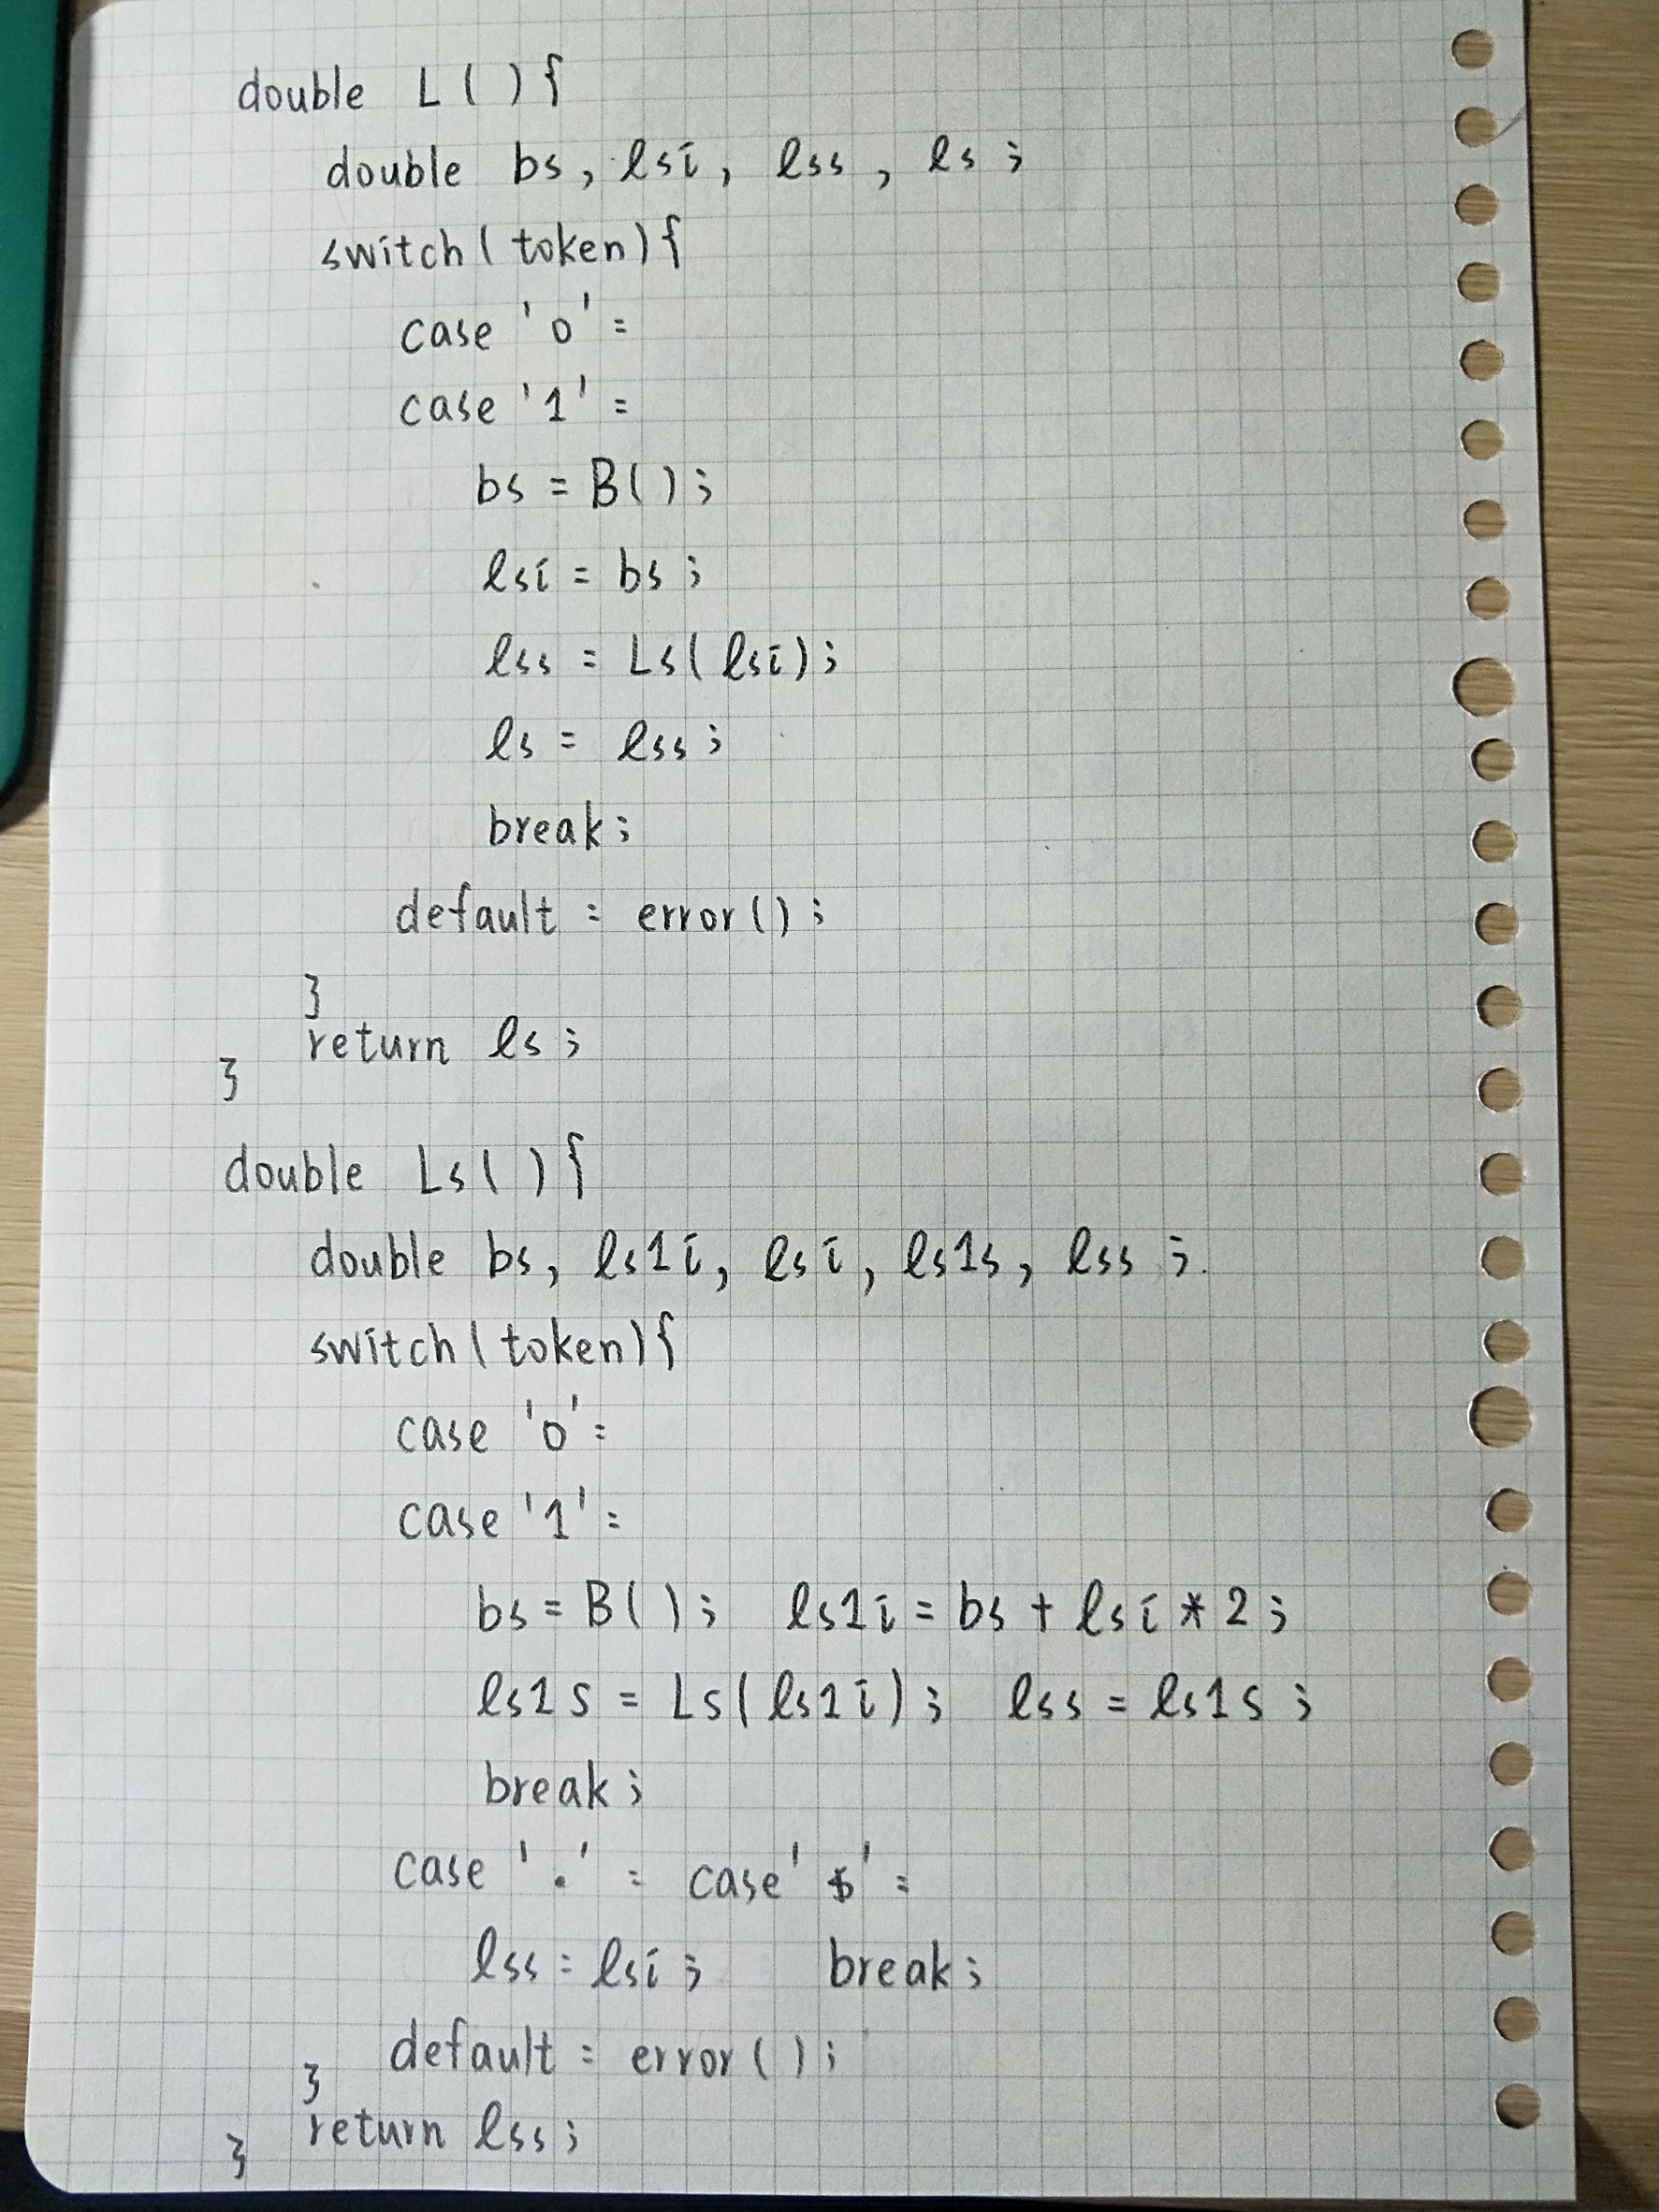 double L(){
double bs, lsi, lss, ls;
switch(token){
case '0':
case '1':
bs = B();
lsi = bs;
lss = Ls(lsi);
ls = lss;
break;
default: error();
}
return ls;
}
double Ls(){
double bs, ls1i, lsi, ls1s, lss;
switch(token){
case '0':
case '1':
bs = B(); ls1i = bs + lsi * 2;
ls1s = Ls(ls1i); lss = ls1s;
break;
case '.': case '$':
lss = lsi; break;
default: error();
}
return lss;
}